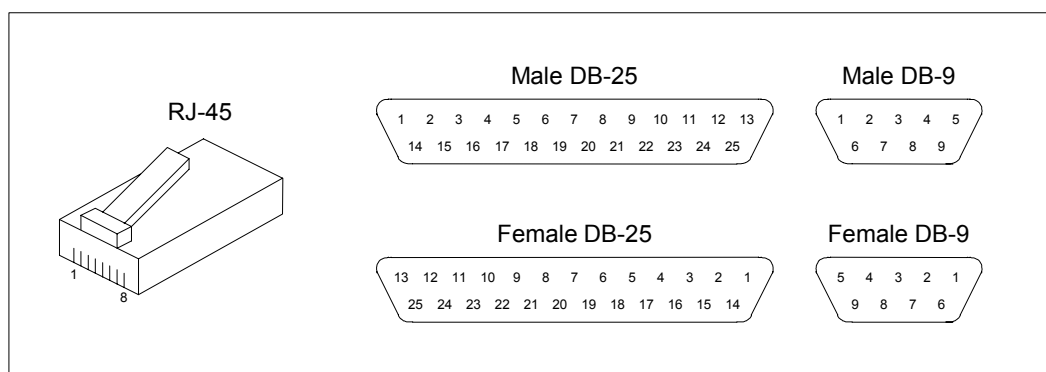 RJ-45
1
8
Male DB-25
1 2 3 4 5 6 7 8 9 10 11 12 13
14 15 16 17 18 19 20 21 22 23 24 25
Male DB-9
1 2 3 4 5
6 7 8 9
Female DB-25
13 12 11 10 9 8 7 6 5 4 3 2 1
25 24 23 22 21 20 19 18 17 16 15 14
Female DB-9
5 4 3 2 1
9 8 7 6